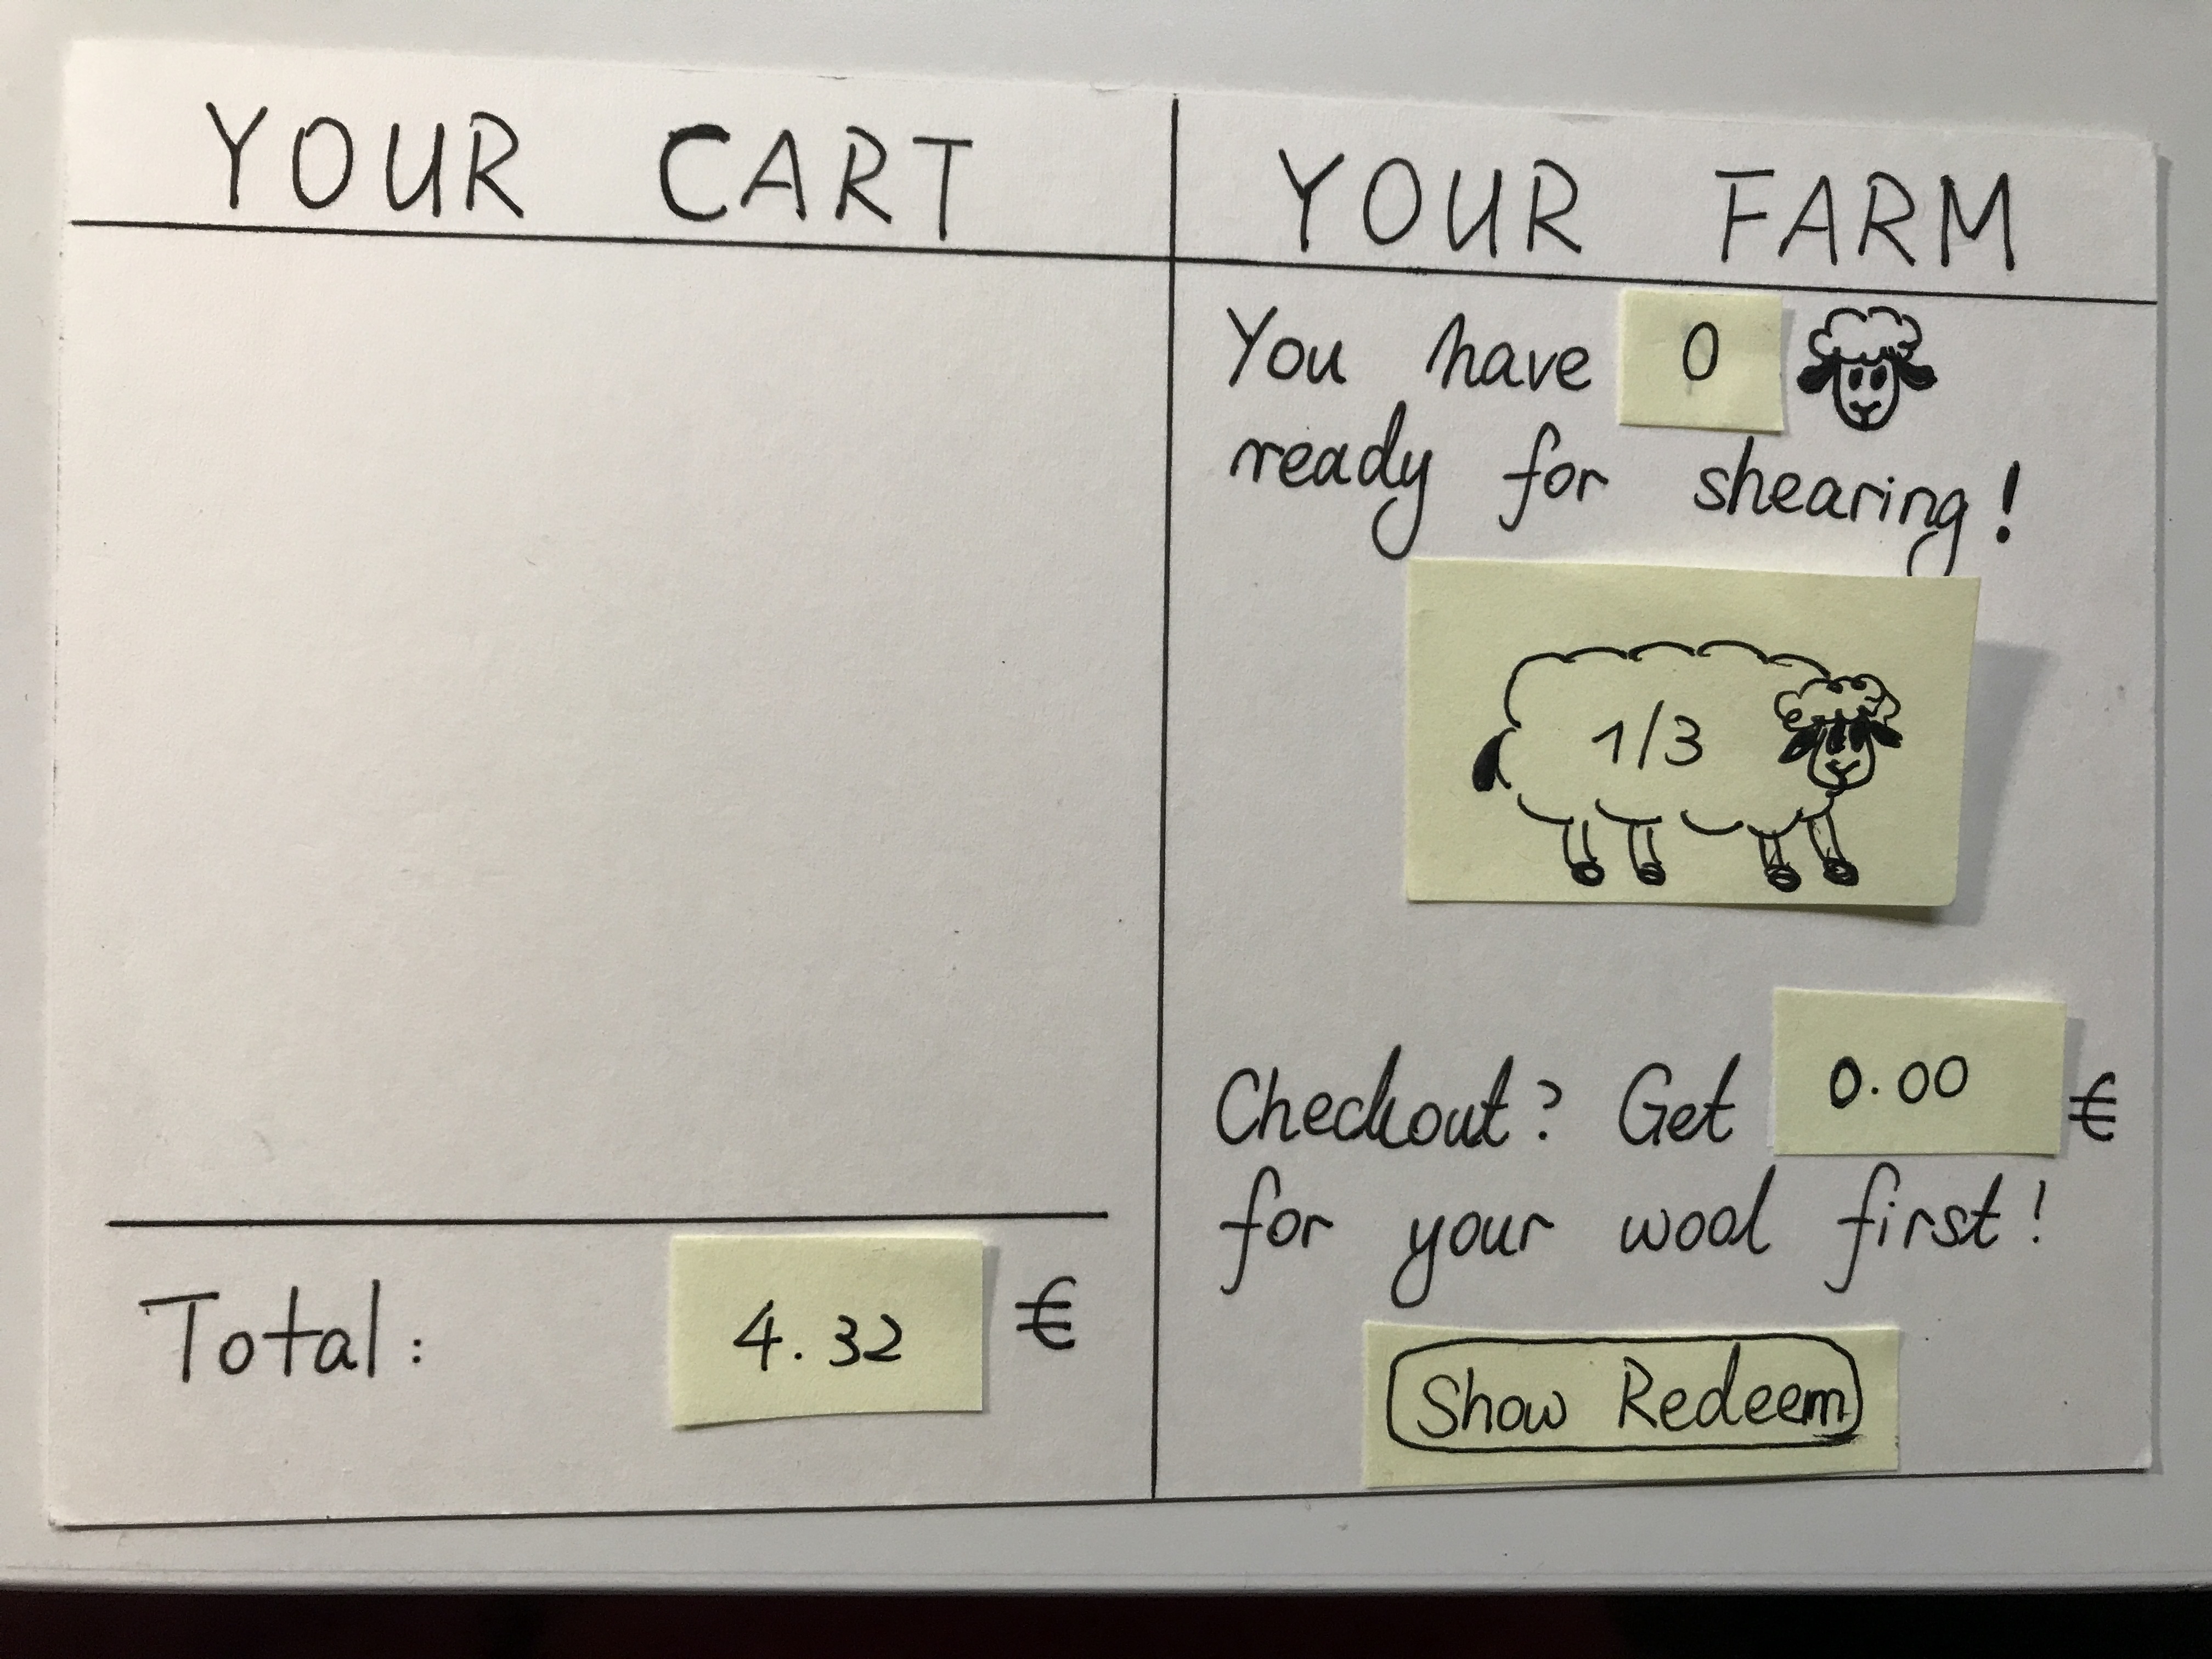 YOUR CART
Total: 4.32 €
YOUR FARM
You have 0
ready for shearing!
1/3
Checkout? Get 0.00 €
for your wool first!
Show Redeem